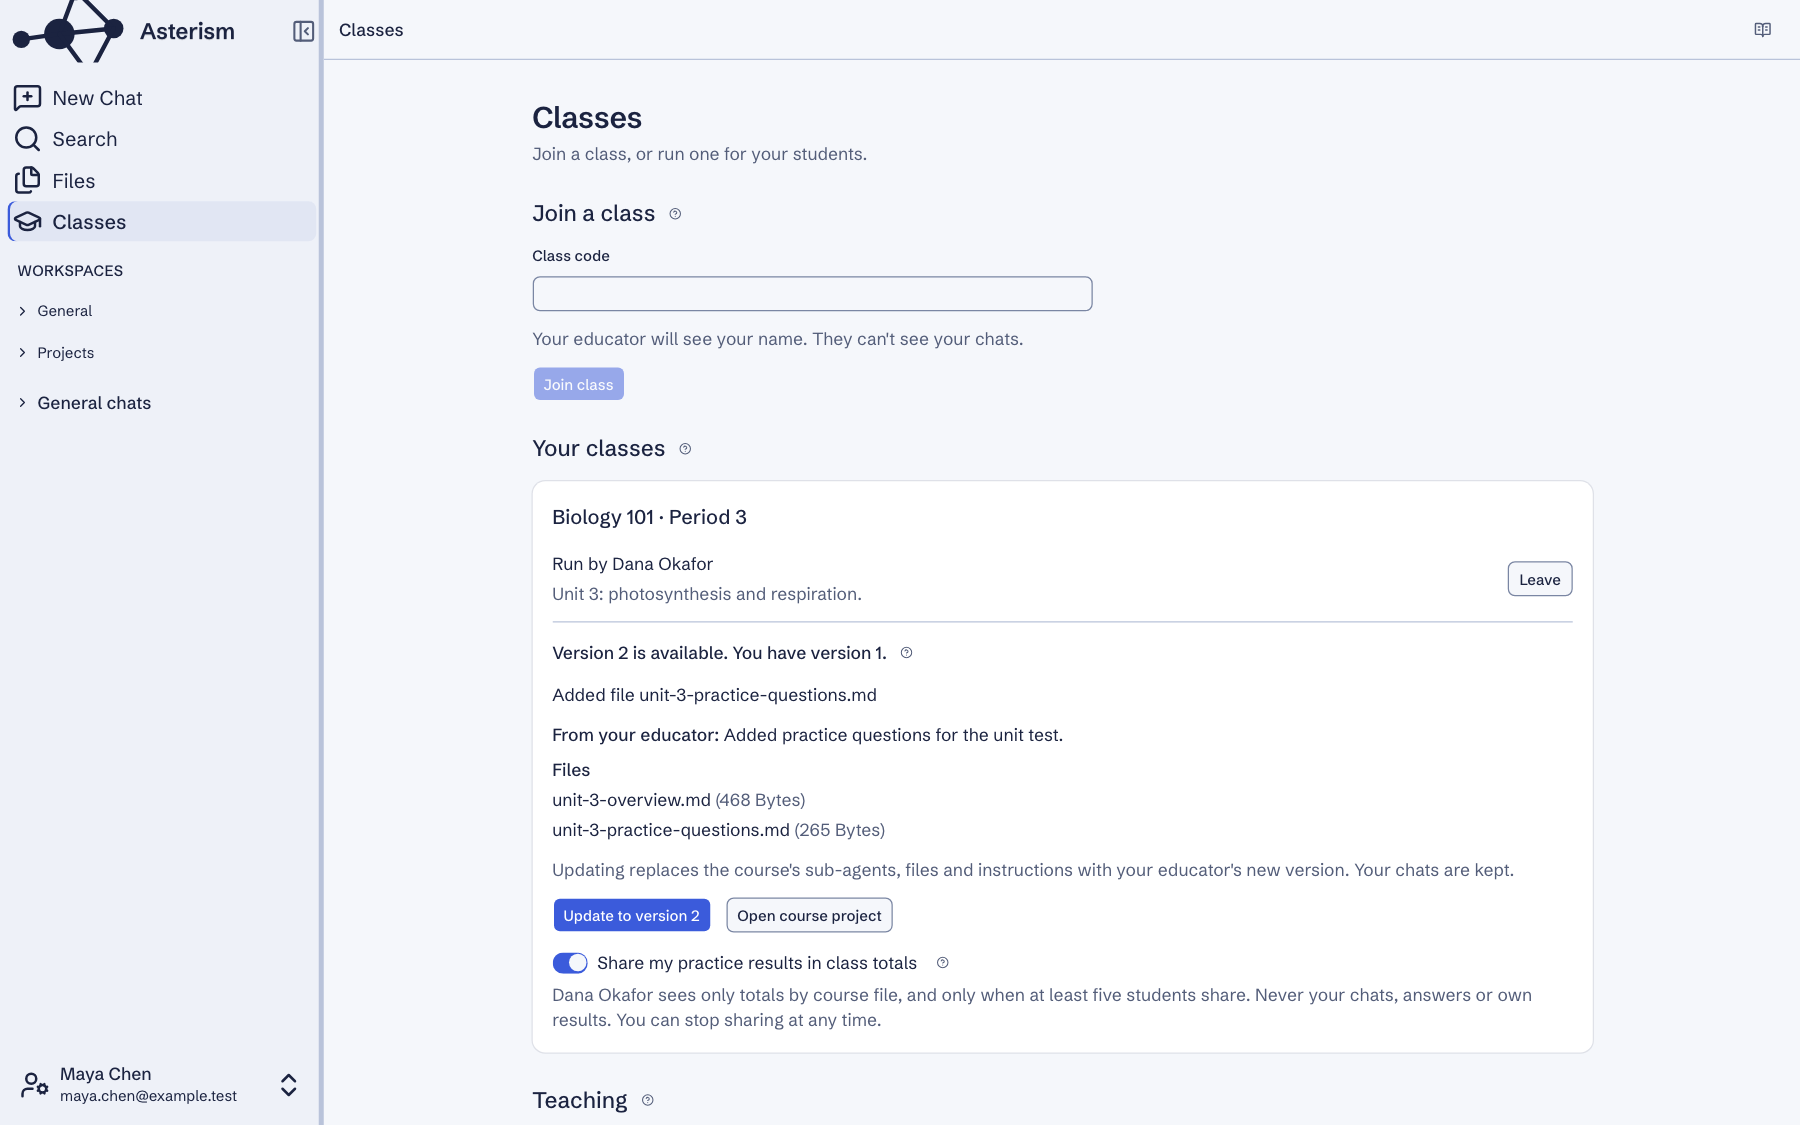 Asterism
Classes
New Chat
Search
Files
Classes
WORKSPACES
General
Projects
General chats
Maya Chen
maya.chen@example.test
Classes
Join a class, or run one for your students.
Join a class
Class code
Your educator will see your name. They can't see your chats.
Join class
Your classes
Biology 101 · Period 3
Run by Dana Okafor
Unit 3: photosynthesis and respiration.
Leave
Version 2 is available. You have version 1.
Added file unit-3-practice-questions.md
From your educator: Added practice questions for the unit test.
Files
unit-3-overview.md (468 Bytes)
unit-3-practice-questions.md (265 Bytes)
Updating replaces the course's sub-agents, files and instructions with your educator's new version. Your chats are kept.
Update to version 2
Open course project
Share my practice results in class totals
Dana Okafor sees only totals by course file, and only when at least five students share. Never your chats, answers or own
results. You can stop sharing at any time.
Teaching